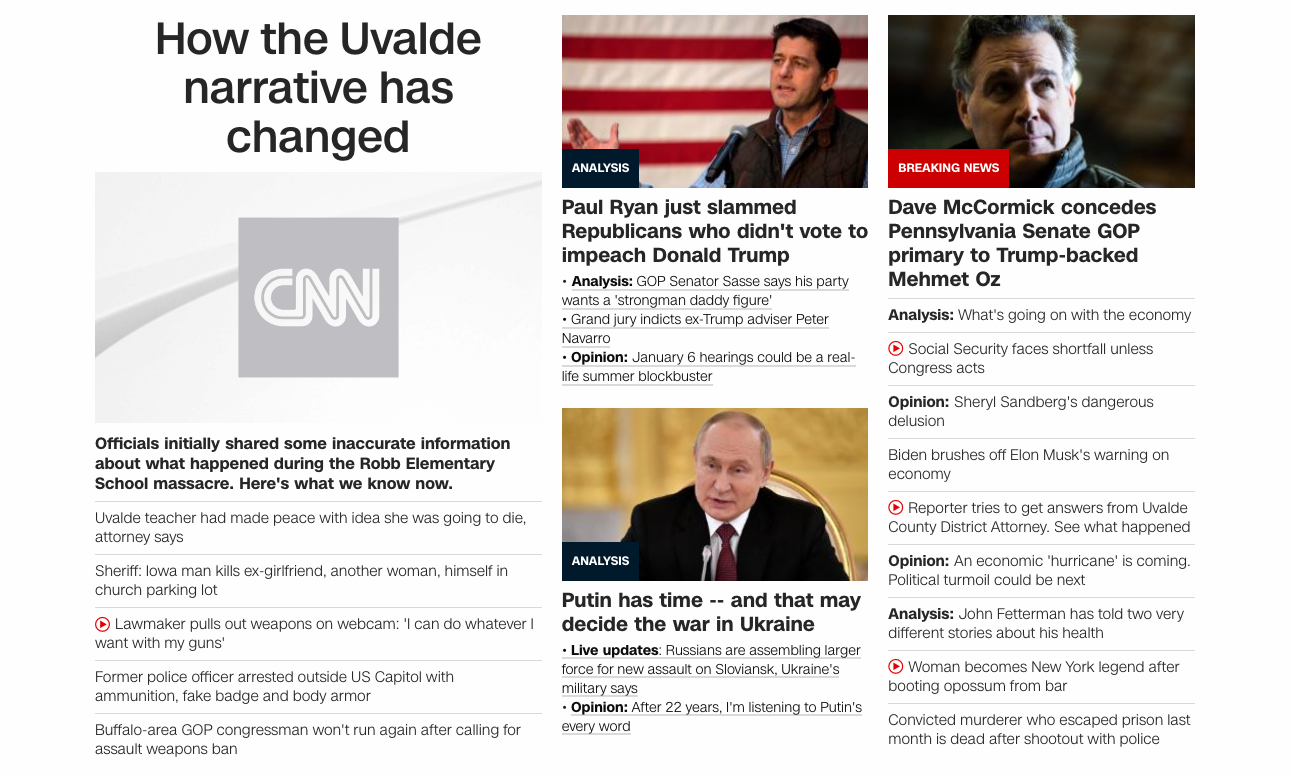 How the Uvalde
narrative has
changed
CNN
Officials initially shared some inaccurate information
about what happened during the Robb Elementary
School massacre. Here's what we know now.
Uvalde teacher had made peace with idea she was going to die,
attorney says
Sheriff: Iowa man kills ex-girlfriend, another woman, himself in
church parking lot
Lawmaker pulls out weapons on webcam: 'I can do whatever I
want with my guns'
Former police officer arrested outside US Capitol with
ammunition, fake badge and body armor
Buffalo-area GOP congressman won't run again after calling for
assault weapons ban
ANALYSIS
Paul Ryan just slammed
Republicans who didn't vote to
impeach Donald Trump
• Analysis: GOP Senator Sasse says his party
wants a 'strongman daddy figure'
• Grand jury indicts ex-Trump adviser Peter
Navarro
• Opinion: January 6 hearings could be a real-
life summer blockbuster
ANALYSIS
Putin has time -- and that may
decide the war in Ukraine
• Live updates: Russians are assembling larger
force for new assault on Sloviansk, Ukraine's
military says
• Opinion: After 22 years, I'm listening to Putin's
every word
BREAKING NEWS
Dave McCormick concedes
Pennsylvania Senate GOP
primary to Trump-backed
Mehmet Oz
Analysis: What's going on with the economy
Social Security faces shortfall unless
Congress acts
Opinion: Sheryl Sandberg's dangerous
delusion
Biden brushes off Elon Musk's warning on
economy
Reporter tries to get answers from Uvalde
County District Attorney. See what happened
Opinion: An economic 'hurricane' is coming.
Political turmoil could be next
Analysis: John Fetterman has told two very
different stories about his health
Woman becomes New York legend after
booting opossum from bar
Convicted murderer who escaped prison last
month is dead after shootout with police